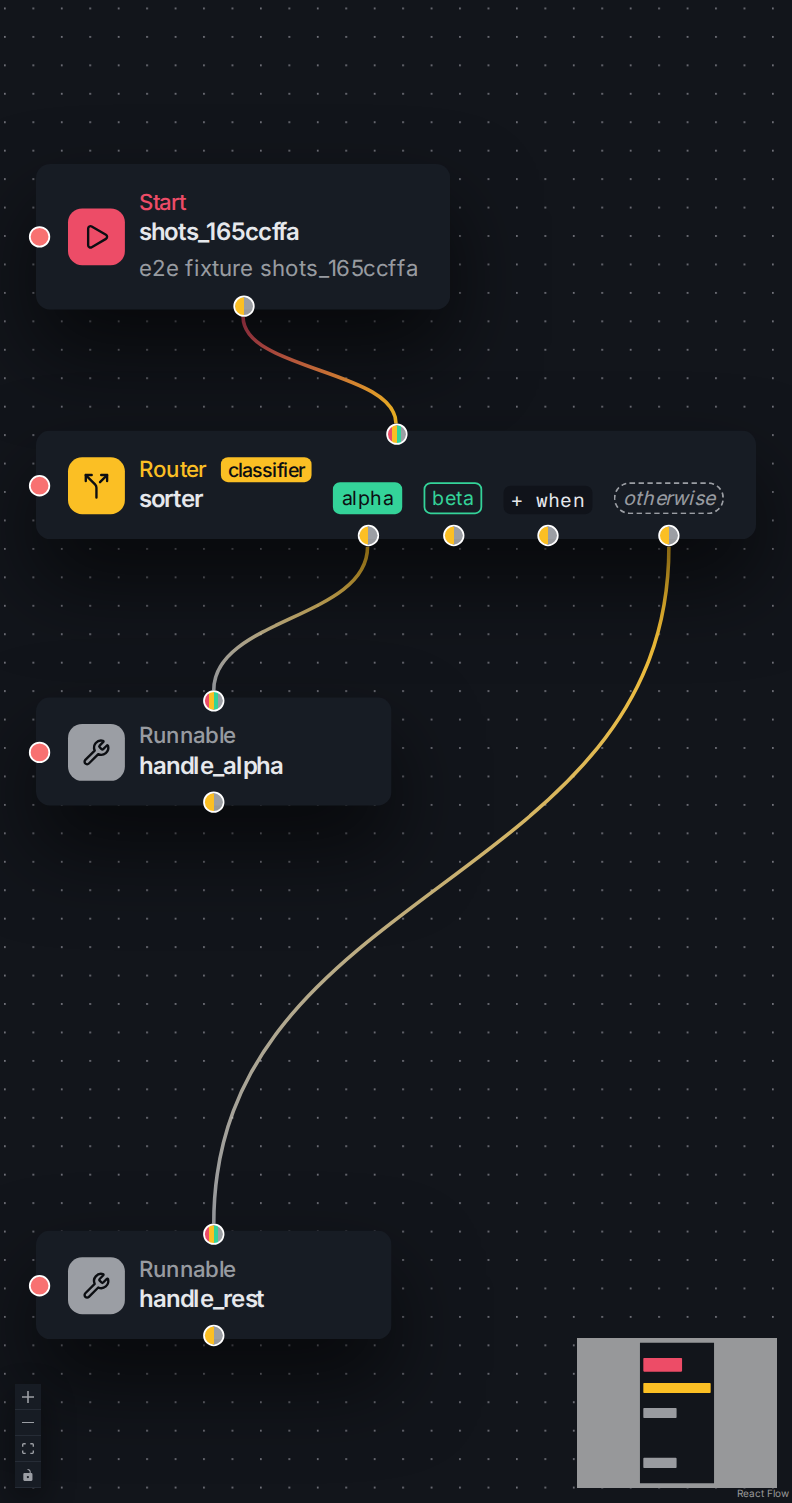 Start
shots_165ccffa
e2e fixture shots_165ccffa
Router classifier
sorter
alpha beta + when otherwise
Runnable
handle_alpha
Runnable
handle_rest
React Flow